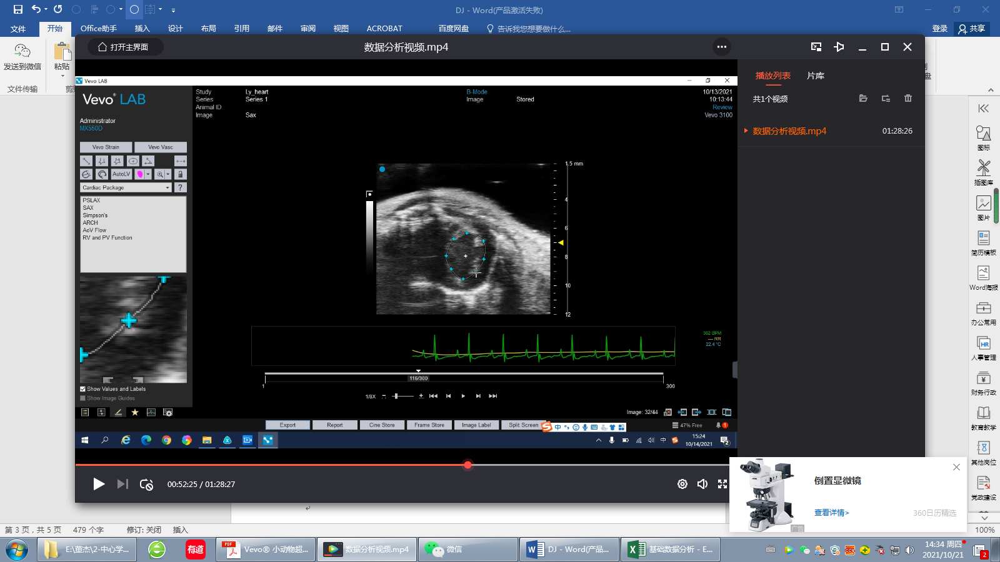 DJ - Word(产品激活失败)
文件
开始
Office助手
插入
设计
布局
引用
邮件
审阅
视图
ACROBAT
百度网盘
告诉我您想要做什么...
登录
共享
发送到微信
文件传输
粘贴
打开主界面
数据分析视频.mp4
播放列表
片库
共1个视频
数据分析视频.mp4
01:28:26
Vevo LAB
Vevo® LAB
Administrator
MX550D
Study
Ly_heart
Series
Series 1
Animal ID
Image
Sax
B-Mode
Image
Stored
10/13/2021
10:13:44
Review
Vevo 3100
Vevo Strain
Vevo Vasc
AutoLV
Cardiac Package
?
PSLAX
SAX
Simpson's
ARCH
AoV Flow
RV and PV Function
1.5 mm
4
6
8
10
12
362 BPM
--- RR
22.4 °C
116/300
1
300
1/8X
Show Values and Labels
Show Image Guides
Image: 32/44
Export
Report
Cine Store
Frame Store
Image Label
Split Screen
中
47% Free
1
中
15:24
10/14/2021
2
00:52:25 / 01:28:27
图标
插图库
图片
简历模板
Word海报
办公常用
HR
人事管理
财务行政
教育教学
其他岗位
党政建设
倒置显微镜
查看详情>
360日历精选
广告
第 3 页，共 5 页
479 个字
修订: 关闭
插入
100%
E:\童杰\2-中心学...
有道
PDF
Vevo® 小动物超...
数据分析视频.mp4
微信
DJ - Word(产品...
基础数据分析 - E...
14:34 周四
2021/10/21
2